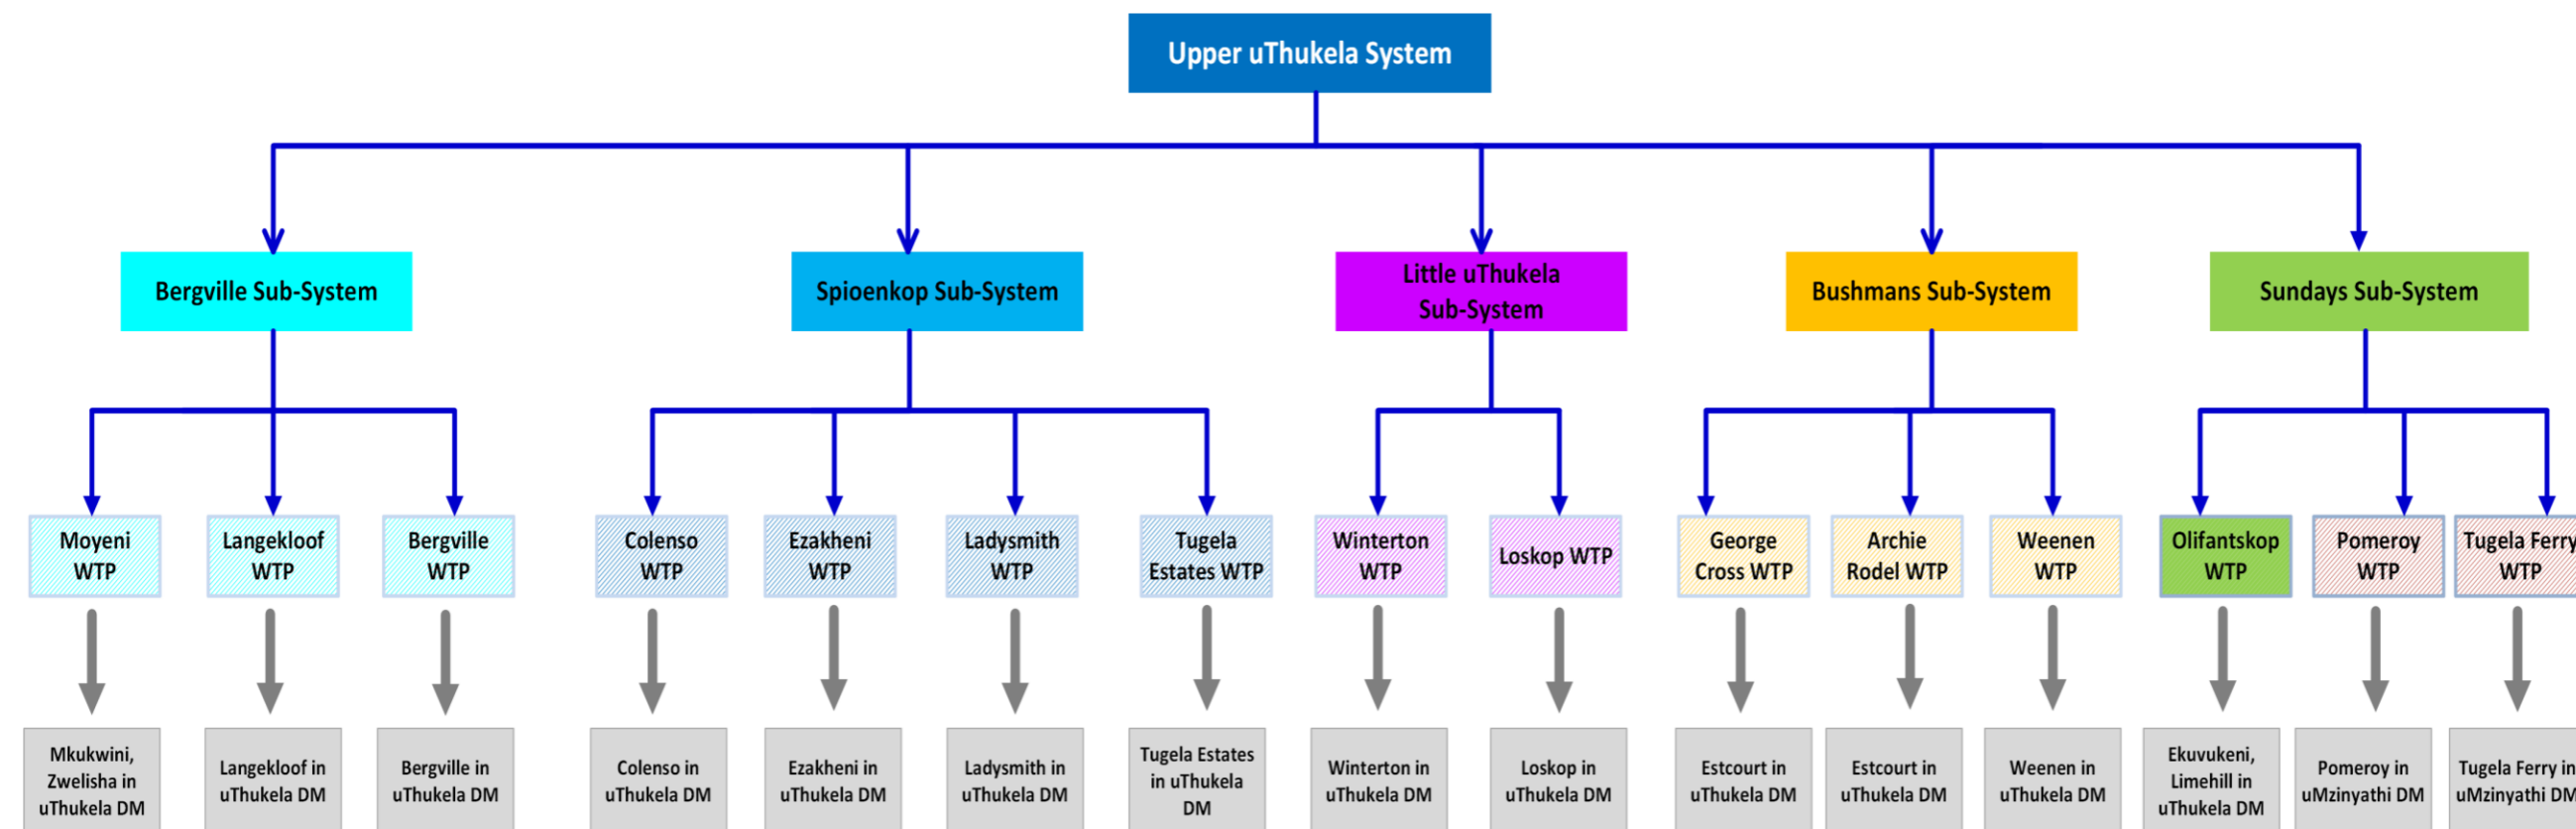 Upper uThukela System
Bergville Sub-System
Spioenkop Sub-System
Little uThukela
Sub-System
Bushmans Sub-System
Sundays Sub-System
Moyeni
WTP
Langekloof
WTP
Bergville
WTP
Colenso
WTP
Ezakheni
WTP
Ladysmith
WTP
Tugela
Estates WTP
Winterton
WTP
Loskop WTP
George
Cross WTP
Archie
Rodel WTP
Weenen
WTP
Olifantskop
WTP
Pomeroy
WTP
Tugela Ferry
WTP
Mkukwini,
Zwelisha in
uThukela DM
Langekloof in
uThukela DM
Bergville in
uThukela DM
Colenso in
uThukela DM
Ezakheni in
uThukela DM
Ladysmith in
uThukela DM
Tugela Estates
in uThukela
DM
Winterton in
uThukela DM
Loskop in
uThukela DM
Estcourt in
uThukela DM
Estcourt in
uThukela DM
Weenen in
uThukela DM
Ekuvukeni,
Limehill in
uThukela DM
Pomeroy in
uMzinyathi DM
Tugela Ferry in
uMzinyathi DM